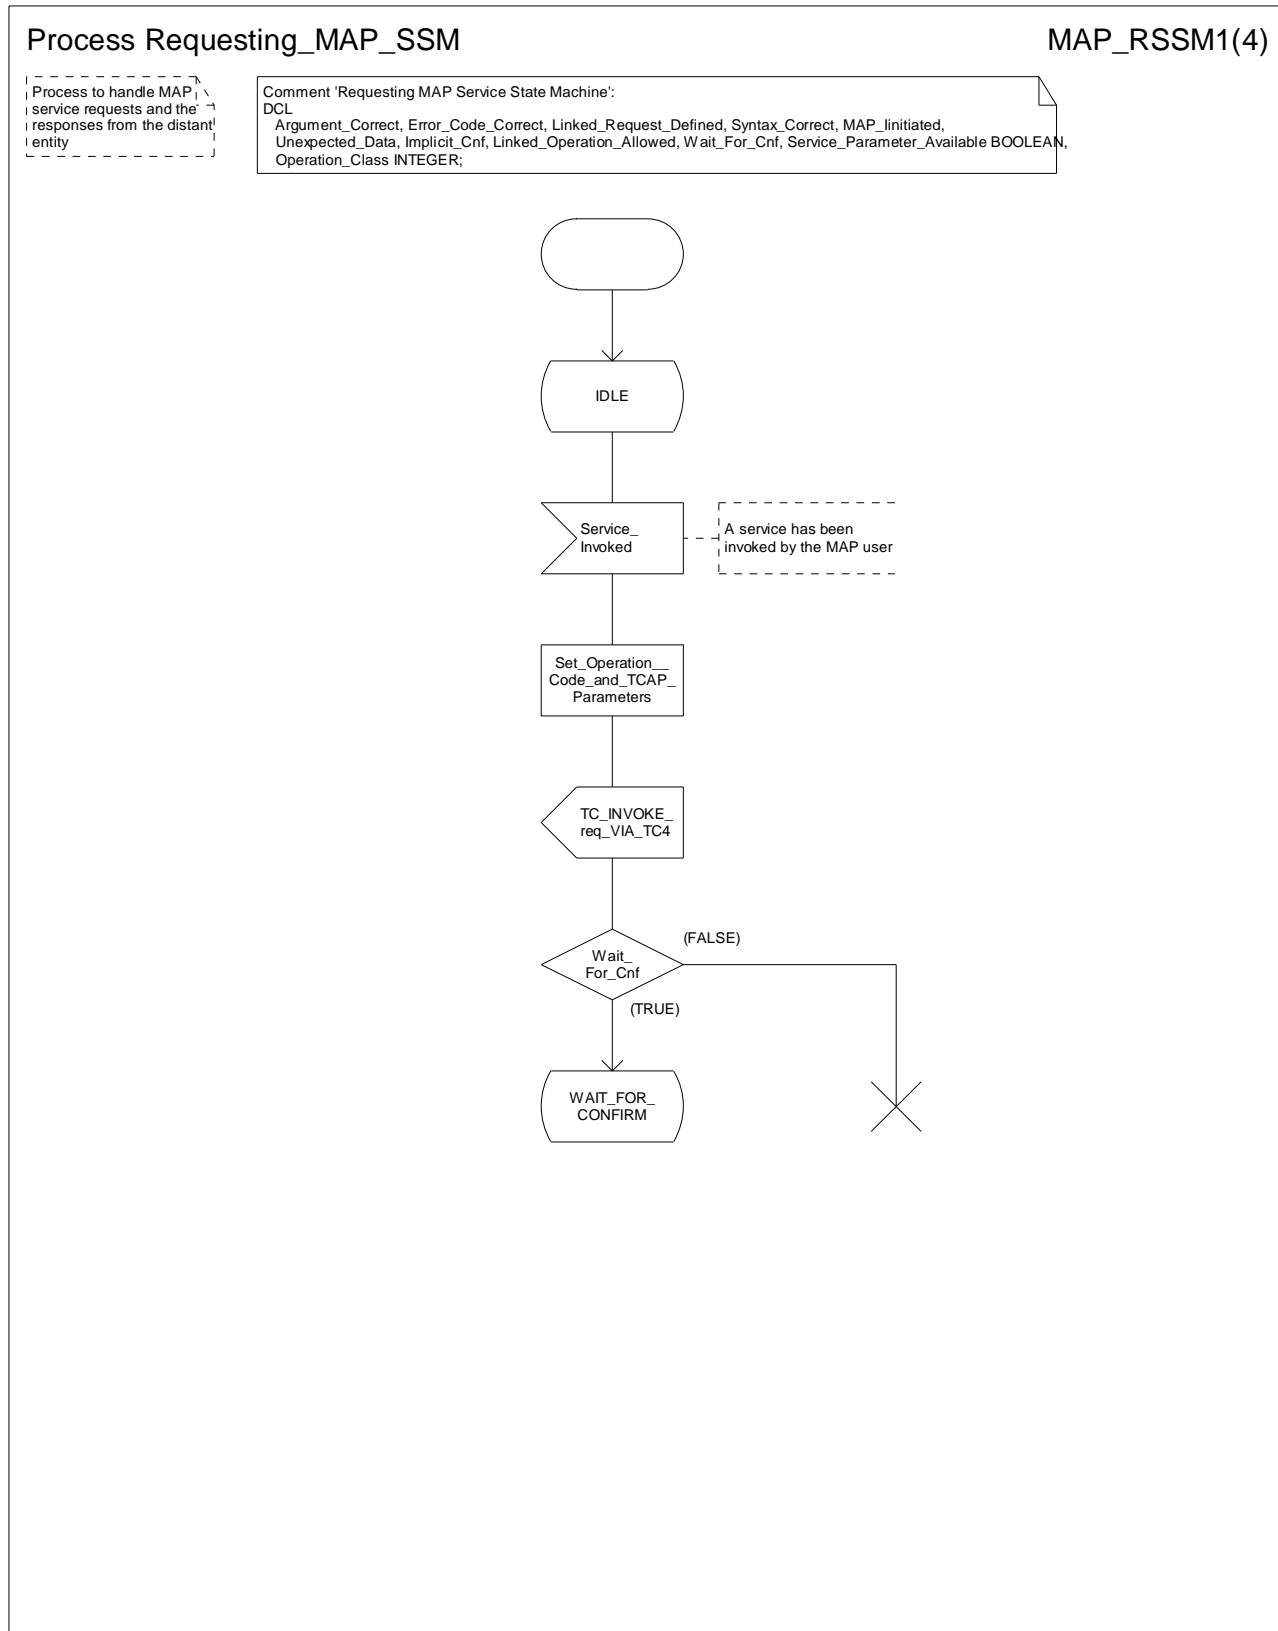 Process Requesting_MAP_SSM
MAP_RSSM1(4)
Process to handle MAP
service requests and the
responses from the distant
entity
Comment 'Requesting MAP Service State Machine':
DCL
Argument_Correct, Error_Code_Correct, Linked_Request_Defined, Syntax_Correct, MAP_Iinitiated,
Unexpected_Data, Implicit_Cnf, Linked_Operation_Allowed, Wait_For_Cnf, Service_Parameter_Available BOOLEAN,
Operation_Class INTEGER;
IDLE
Service_
Invoked
A service has been
invoked by the MAP user
Set_Operation__
Code_and_TCAP_
Parameters
TC_INVOKE_
req_VIA_TC4
Wait_
For_Cnf
(FALSE)
(TRUE)
WAIT_FOR_
CONFIRM